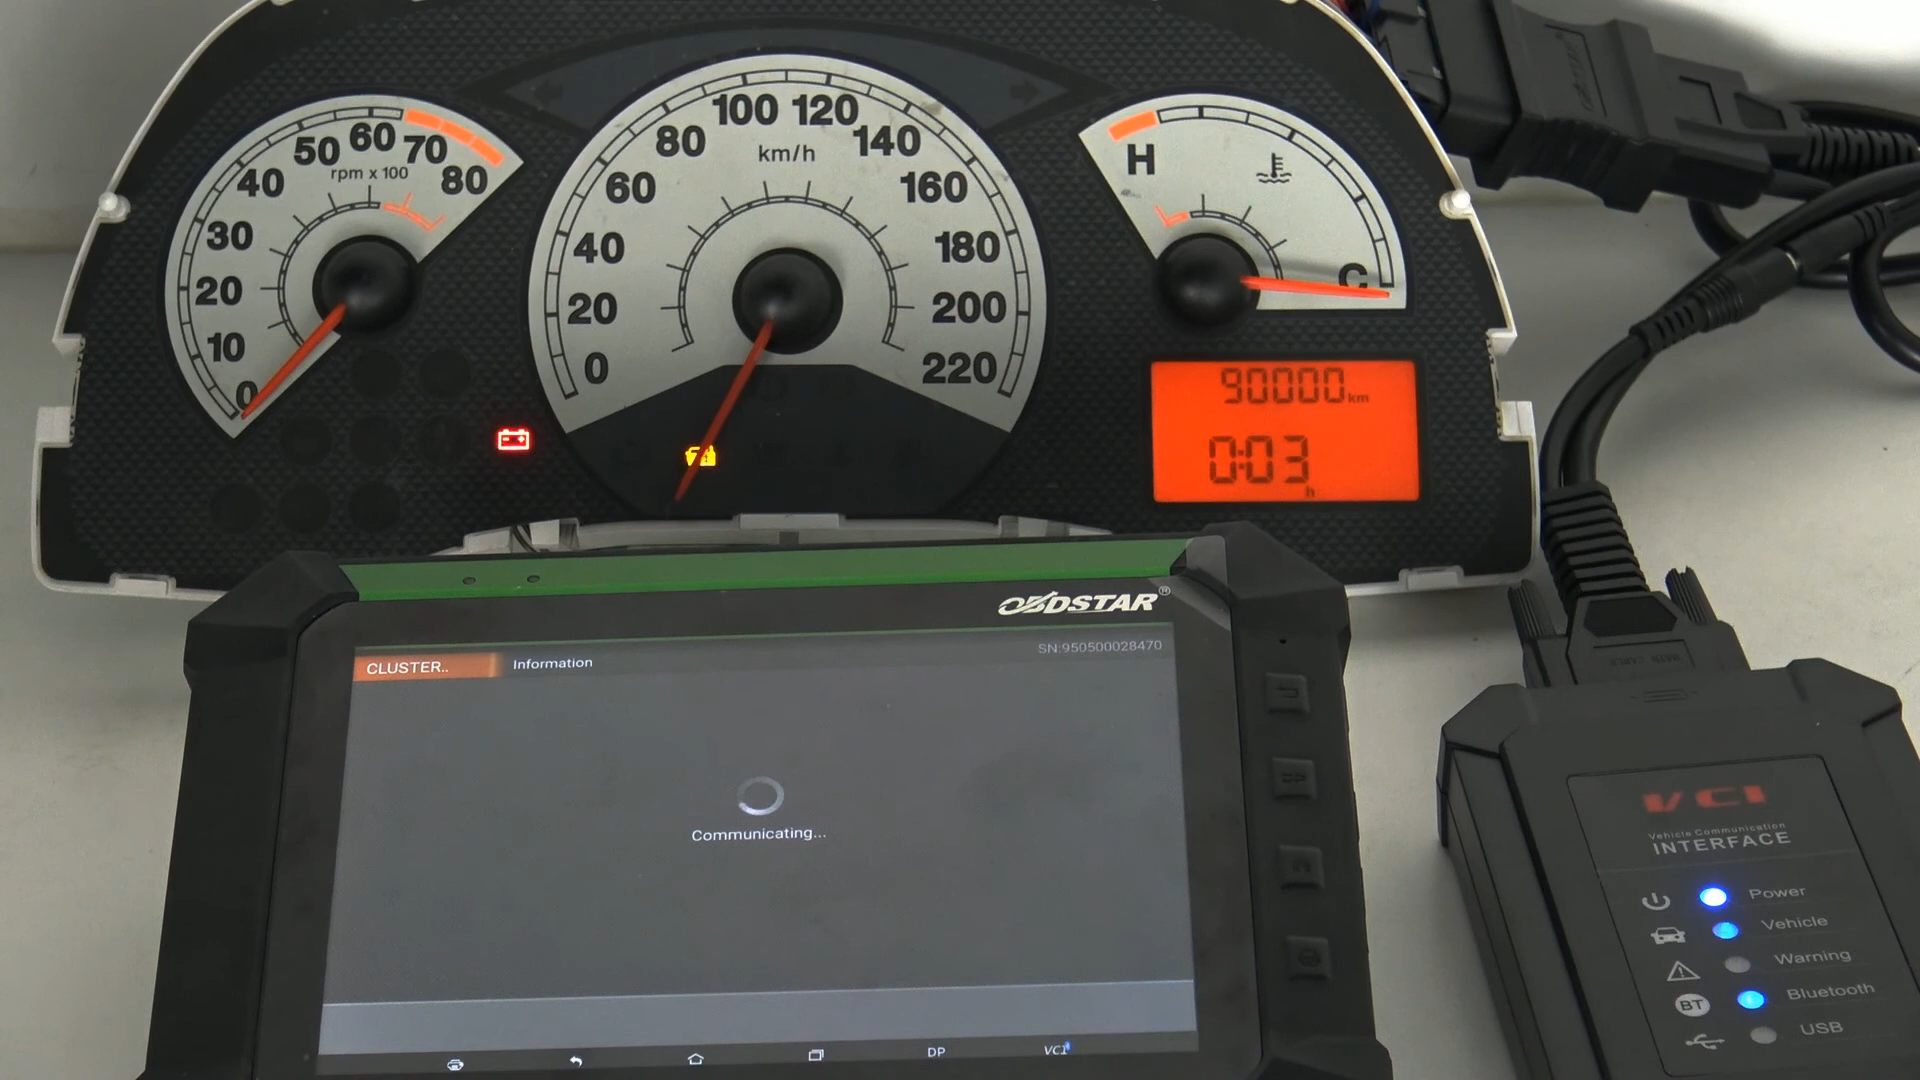 0
10
20
30
40
50
60
70
80
rpm x 100
0
20
40
60
80
100
120
140
160
180
200
220
km/h
H
C
90000 km
0:03
h
OBDSTAR®
SN:950500028470
CLUSTER..
Information
Communicating...
DP
VCI
VCI
Vehicle Communication
INTERFACE
Power
Vehicle
Warning
BT Bluetooth
USB